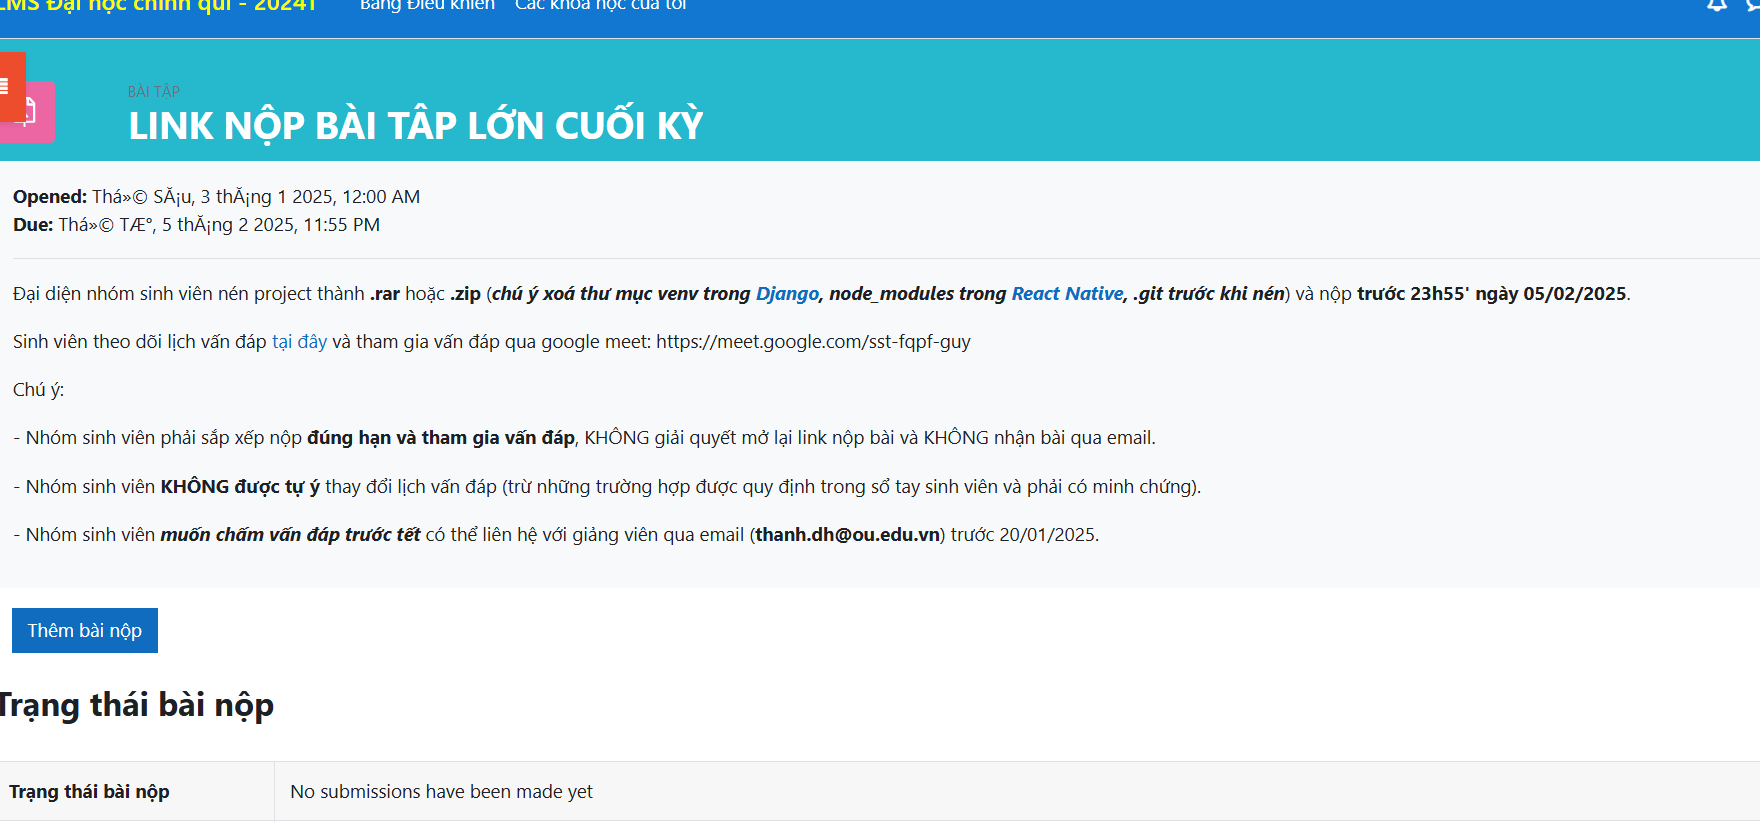 LMS Đại học chính qui - 20241 Bảng Điều khiển Các khoá học của tôi
BÀI TẬP
LINK NỘP BÀI TÂP LỚN CUỐI KỲ
Opened: Thá»© SĂ¡u, 3 thĂ¡ng 1 2025, 12:00 AM
Due: Thá»© TÆ°, 5 thĂ¡ng 2 2025, 11:55 PM
Đại diện nhóm sinh viên nén project thành .rar hoặc .zip (chú ý xoá thư mục venv trong Django, node_modules trong React Native, .git trước khi nén) và nộp trước 23h55' ngày 05/02/2025.
Sinh viên theo dõi lịch vấn đáp tại đây và tham gia vấn đáp qua google meet: https://meet.google.com/sst-fqpf-guy
Chú ý:
- Nhóm sinh viên phải sắp xếp nộp đúng hạn và tham gia vấn đáp, KHÔNG giải quyết mở lại link nộp bài và KHÔNG nhận bài qua email.
- Nhóm sinh viên KHÔNG được tự ý thay đổi lịch vấn đáp (trừ những trường hợp được quy định trong sổ tay sinh viên và phải có minh chứng).
- Nhóm sinh viên muốn chấm vấn đáp trước tết có thể liên hệ với giảng viên qua email (thanh.dh@ou.edu.vn) trước 20/01/2025.
Thêm bài nộp
Trạng thái bài nộp
Trạng thái bài nộp No submissions have been made yet